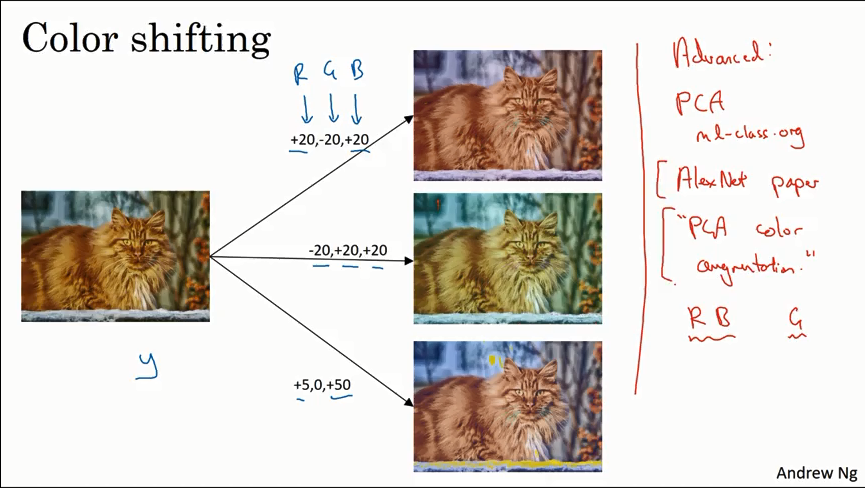 Color shifting
R G B
+20,-20,+20
-20,+20,+20
+5,0,+50
y
Advanced:
PCA
ml-class.org
AlexNet paper
"PCA color
augmentation."
R B G
Andrew Ng